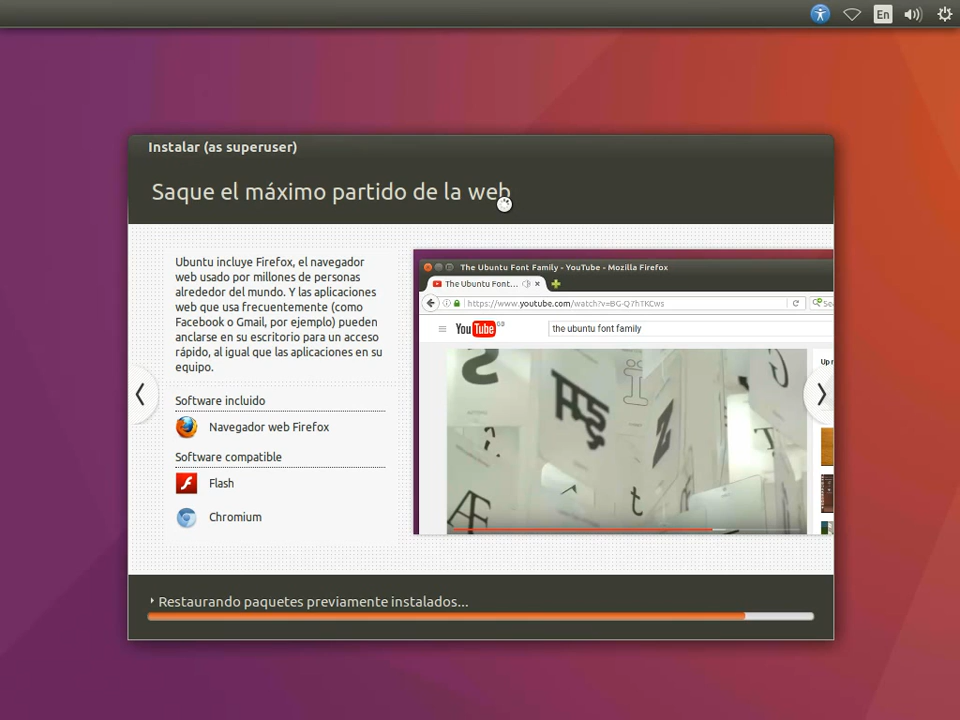 En
Instalar (as superuser)
Saque el máximo partido de la web
Ubuntu incluye Firefox, el navegador
web usado por millones de personas
alrededor del mundo. Y las aplicaciones
web que usa frecuentemente (como
Facebook o Gmail, por ejemplo) pueden
anclarse en su escritorio para un acceso
rápido, al igual que las aplicaciones en su
equipo.
Software incluido
Navegador web Firefox
Software compatible
Flash
Chromium
The Ubuntu Font Family - YouTube - Mozilla Firefox
The Ubuntu Font...
https://www.youtube.com/watch?v=BG-Q7hTKCws
Se
YouTube
the ubuntu font family
Up
Restaurando paquetes previamente instalados...